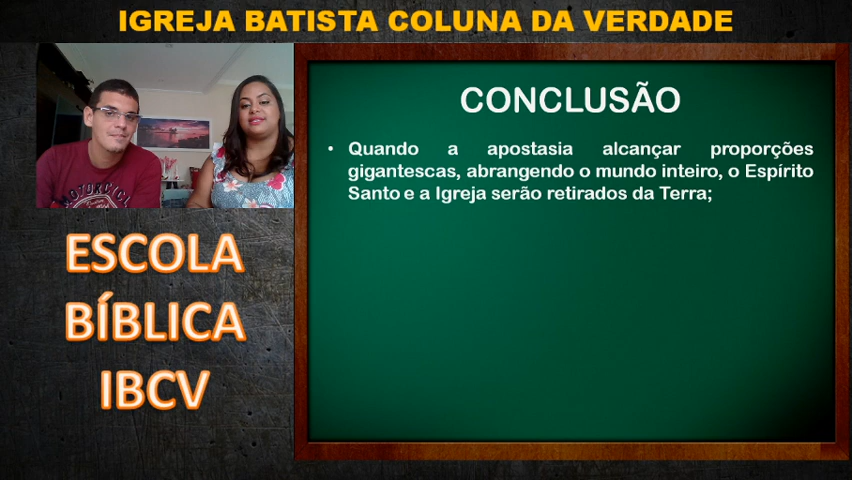 IGREJA BATISTA COLUNA DA VERDADE
MOTORCICL
ESCOLA
BÍBLICA
IBCV
CONCLUSÃO
• Quando a apostasia alcançar proporções
gigantescas, abrangendo o mundo inteiro, o Espírito
Santo e a Igreja serão retirados da Terra;